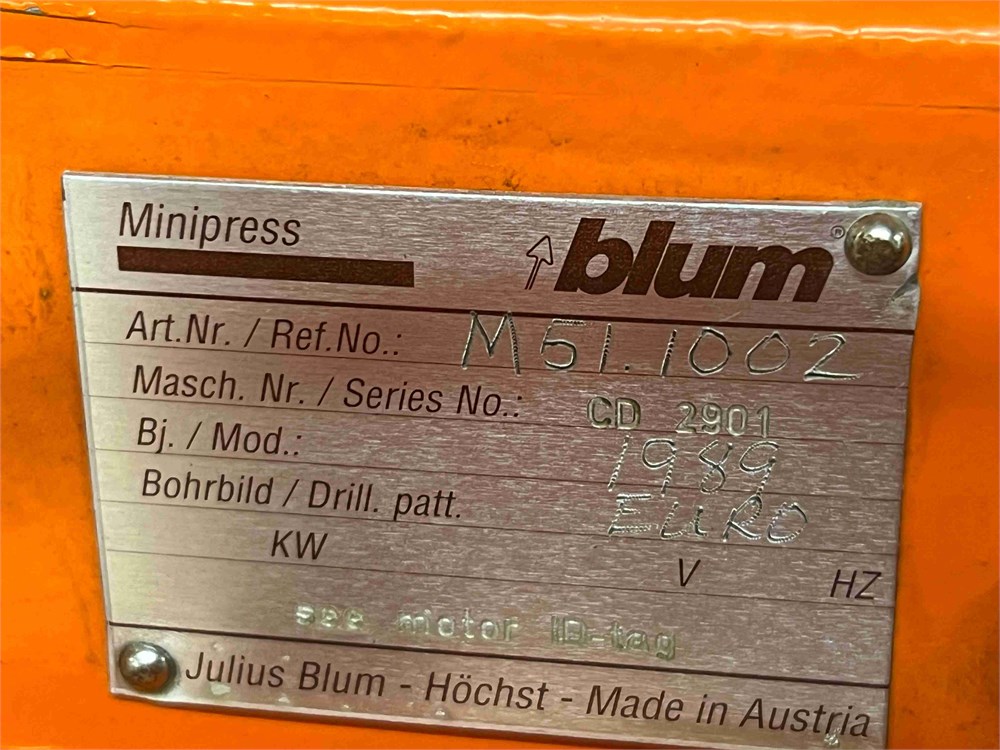 Minipress
blum®
Art.Nr. / Ref.No.: M51.1002
Masch. Nr. / Series No.: CD 2901
Bj. / Mod.: 1989
Bohrbild / Drill. patt. EURO
KW V HZ
see motor ID-tag
Julius Blum - Höchst - Made in Austria